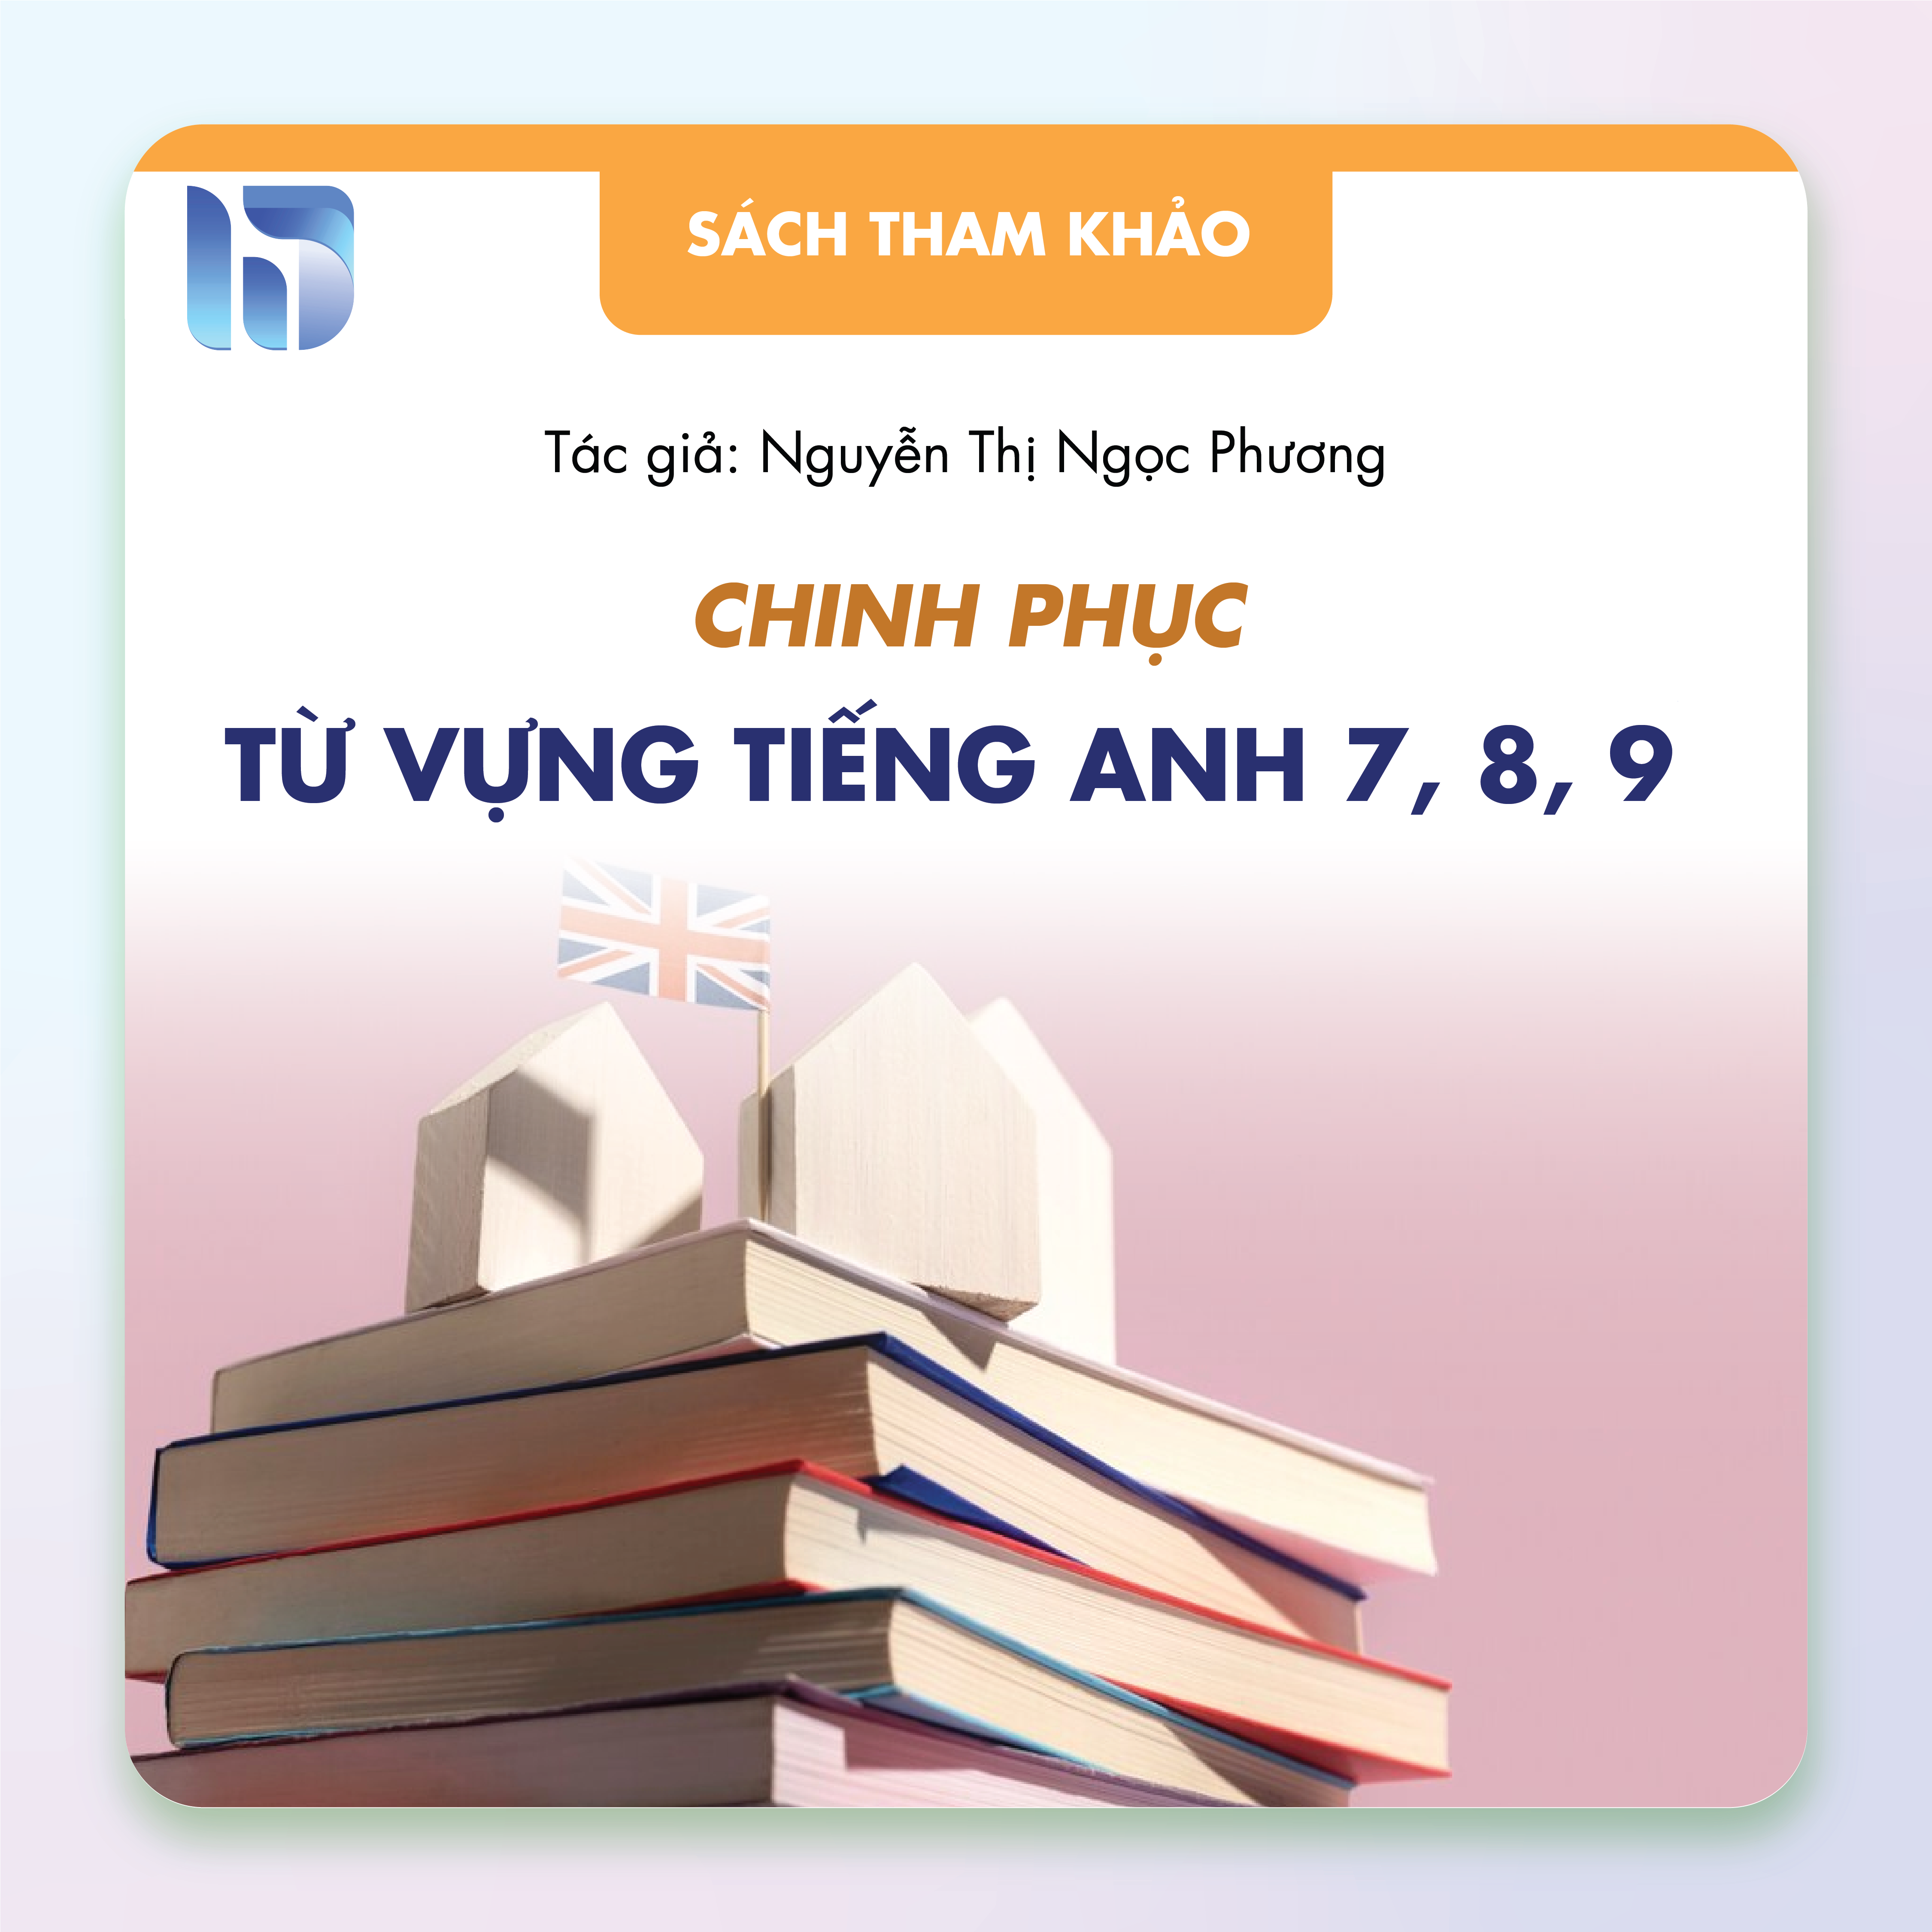 SÁCH THAM KHẢO
Tác giả: Nguyễn Thị Ngọc Phương
CHINH PHỤC
TỪ VỰNG TIẾNG ANH 7, 8, 9